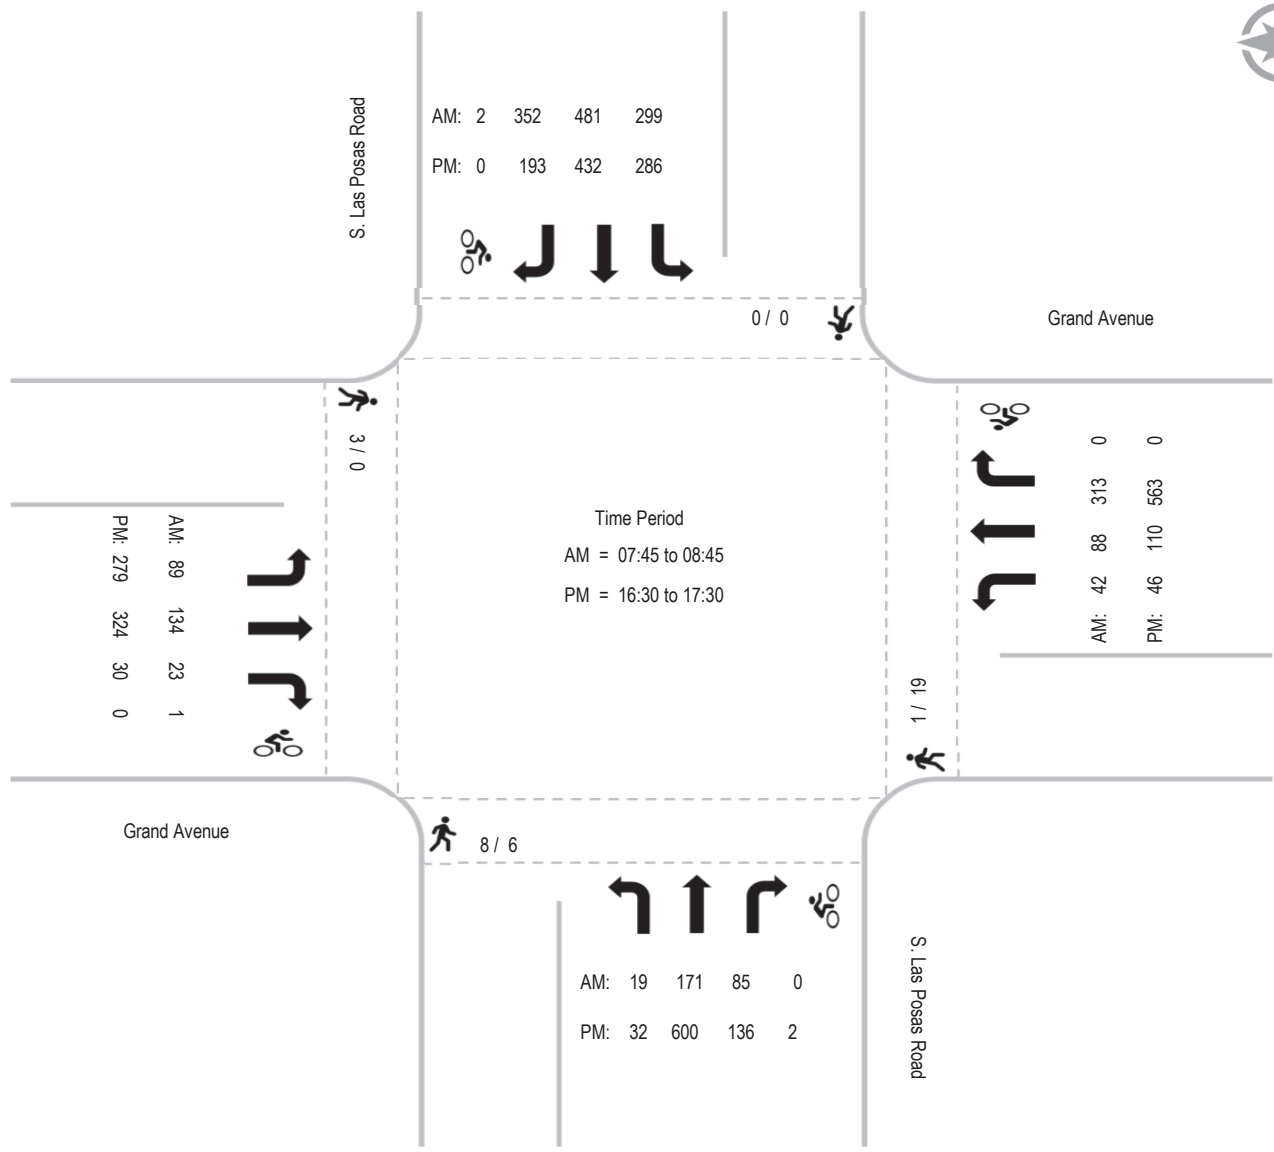 S. Las Posas Road
AM: 2 352 481 299
PM: 0 193 432 286
0 / 0
Grand Avenue
3 / 0
AM: 89 134 23 1
PM: 279 324 30 0
Time Period
AM = 07:45 to 08:45
PM = 16:30 to 17:30
AM: 42 88 313 0
PM: 46 110 563 0
1 / 19
Grand Avenue
8 / 6
AM: 19 171 85 0
PM: 32 600 136 2
S. Las Posas Road